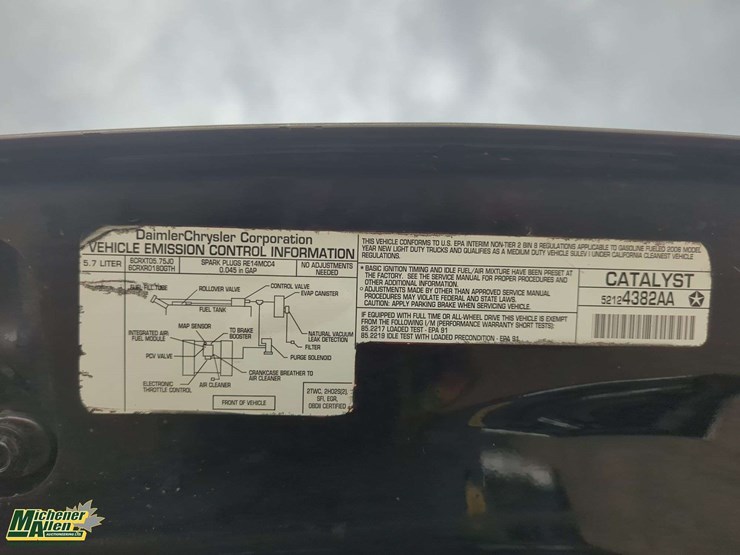 DaimlerChrysler Corporation
VEHICLE EMISSION CONTROL INFORMATION
5.7 LITER
6CRXT05.75J0
6CRXR0180GTH
SPARK PLUGS RE14MCC4
0.045 in GAP
NO ADJUSTMENTS
NEEDED
FUEL FILL TUBE
ROLLOVER VALVE
CONTROL VALVE
EVAP CANISTER
FUEL TANK
MAP SENSOR
INTEGRATED AIR
FUEL MODULE
TO BRAKE
BOOSTER
NATURAL VACUUM
LEAK DETECTION
FILTER
PURGE SOLENOID
PCV VALVE
CRANKCASE BREATHER TO
AIR CLEANER
ELECTRONIC
THROTTLE CONTROL
AIR CLEANER
FRONT OF VEHICLE
2TWC, 2HO2S(2),
SFI, EGR,
OBDII CERTIFIED
THIS VEHICLE CONFORMS TO U.S. EPA INTERIM NON-TIER 2 BIN 8 REGULATIONS APPLICABLE TO GASOLINE FUELED 2006 MODEL
YEAR NEW LIGHT DUTY TRUCKS AND QUALIFIES AS A MEDIUM DUTY VEHICLE SULEV I UNDER CALIFORNIA CLEANEST VEHICLE
REGULATIONS
• BASIC IGNITION TIMING AND IDLE FUEL/AIR MIXTURE HAVE BEEN PRESET AT
THE FACTORY. SEE THE SERVICE MANUAL FOR PROPER PROCEDURES AND
OTHER ADDITIONAL INFORMATION.
• ADJUSTMENTS MADE BY OTHER THAN APPROVED SERVICE MANUAL
PROCEDURES MAY VIOLATE FEDERAL AND STATE LAWS.
CAUTION: APPLY PARKING BRAKE WHEN SERVICING VEHICLE.
IF EQUIPPED WITH FULL TIME OR ALL-WHEEL DRIVE THIS VEHICLE IS EXEMPT
FROM THE FOLLOWING I/M (PERFORMANCE WARRANTY SHORT TESTS):
85.2217 LOADED TEST - EPA 91
85.2219 IDLE TEST WITH LOADED PRECONDITION - EPA 91
CATALYST
52124382AA
Michener
Allen
AUCTIONEERING LTD.